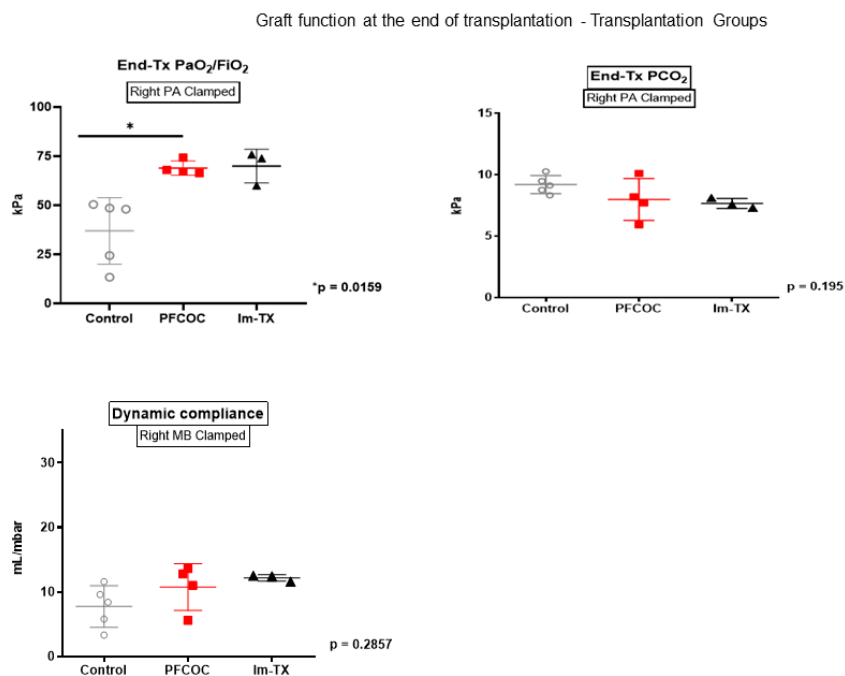 Graft function at the end of transplantation - Transplantation Groups
End-Tx PaO₂/FiO₂
Right PA Clamped
100
75
50
25
0
kPa
*
Control
PFCOC
Im-TX
*p = 0.0159
End-Tx PCO₂
Right PA Clamped
15
10
5
0
kPa
Control
PFCOC
Im-TX
p = 0.195
Dynamic compliance
Right MB Clamped
30
20
10
0
mL/mbar
Control
PFCOC
Im-TX
p = 0.2857